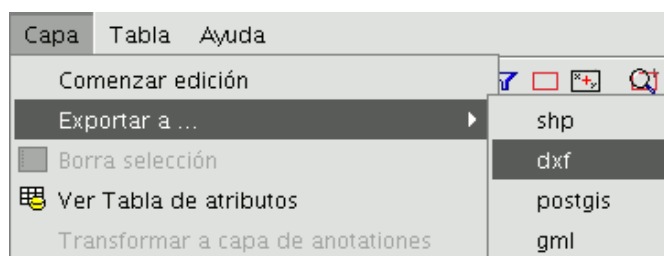 Capa Tabla Ayuda
Comenzar edición
Exportar a ...
shp
Borra selección
dxf
Ver Tabla de atributos
postgis
Transformar a capa de anotationes
gml